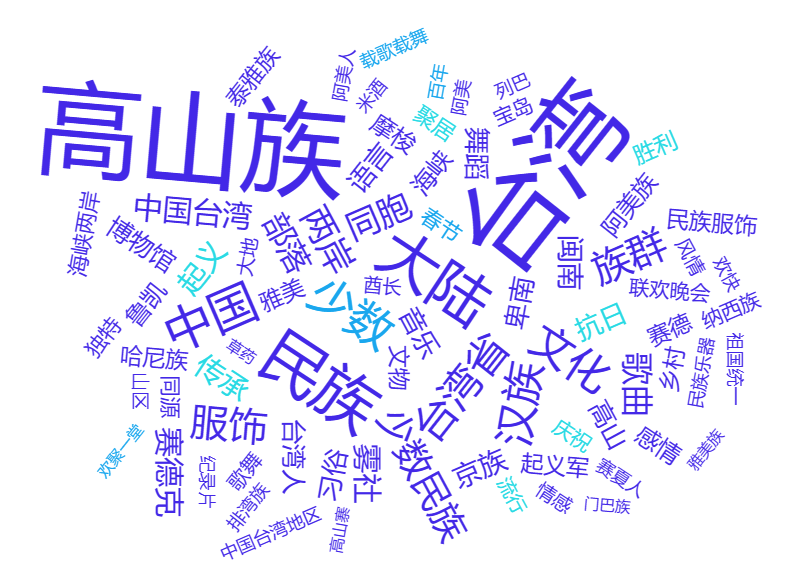 载歌载舞
泰雅族
阿美人
百年
阿美
列巴
米酒
宝岛
高山族
台湾
聚居
摩梭
舞蹈
胜利
语言
海峡
阿美族
中国台湾
同胞
春节
民族服饰
海峡两岸
博物馆
部落
两岸
闽南
族群
风情
欢快
起义
大地
大陆
酋长
联欢晚会
雅美
鲁凯
中国
少数
卑南
纳西族
独特
音乐
抗日
赛德
哈尼族
草药
文物
文化
乡村
民族乐器
祖国统一
传承
民族
台湾省
歌曲
山区
同源
汉族
服饰
高山
少数民族
台湾人
庆祝
感情
雅美族
欢聚一堂
赛德克
纪录片
歌舞
雾社
京族
起义军
赛夏人
排湾族
流行
情感
门巴族
中国台湾地区
高山寨